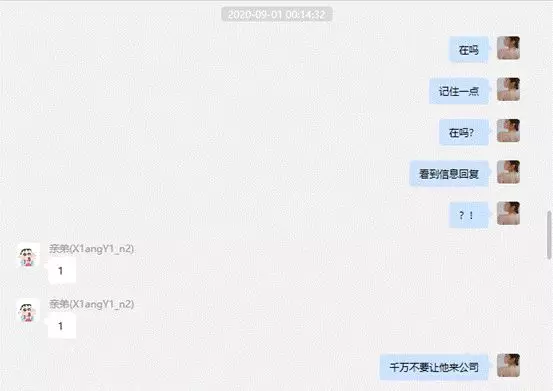 2020-09-01 00:14:32
在吗
记住一点
在吗?
看到信息回复
？！
亲弟(X1angY1_n2)
1
亲弟(X1angY1_n2)
1
千万不要让他来公司